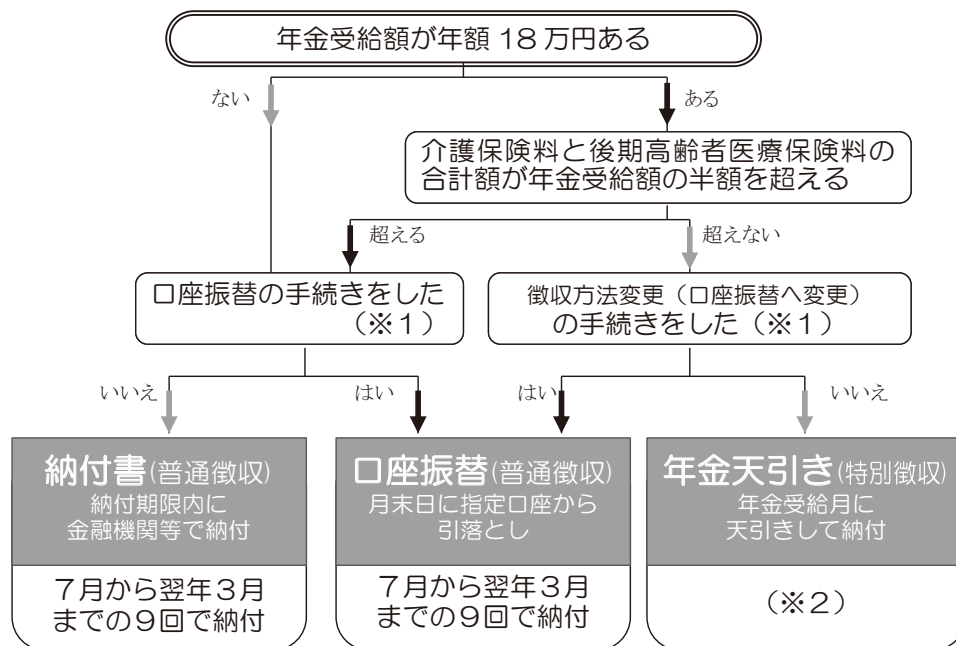 年金受給額が年額 18 万円ある
ない
ある
介護保険料と後期高齢者医療保険料の
合計額が年金受給額の半額を超える
超える
超えない
口座振替の手続きをした
（※１）
徴収方法変更（口座振替へ変更）
の手続きをした（※１）
いいえ
はい
はい
いいえ
納付書(普通徴収)
納付期限内に
金融機関等で納付
７月から翌年３月
までの９回で納付
口座振替(普通徴収)
月末日に指定口座から
引落とし
７月から翌年３月
までの９回で納付
年金天引き(特別徴収)
年金受給月に
天引きして納付
（※２）